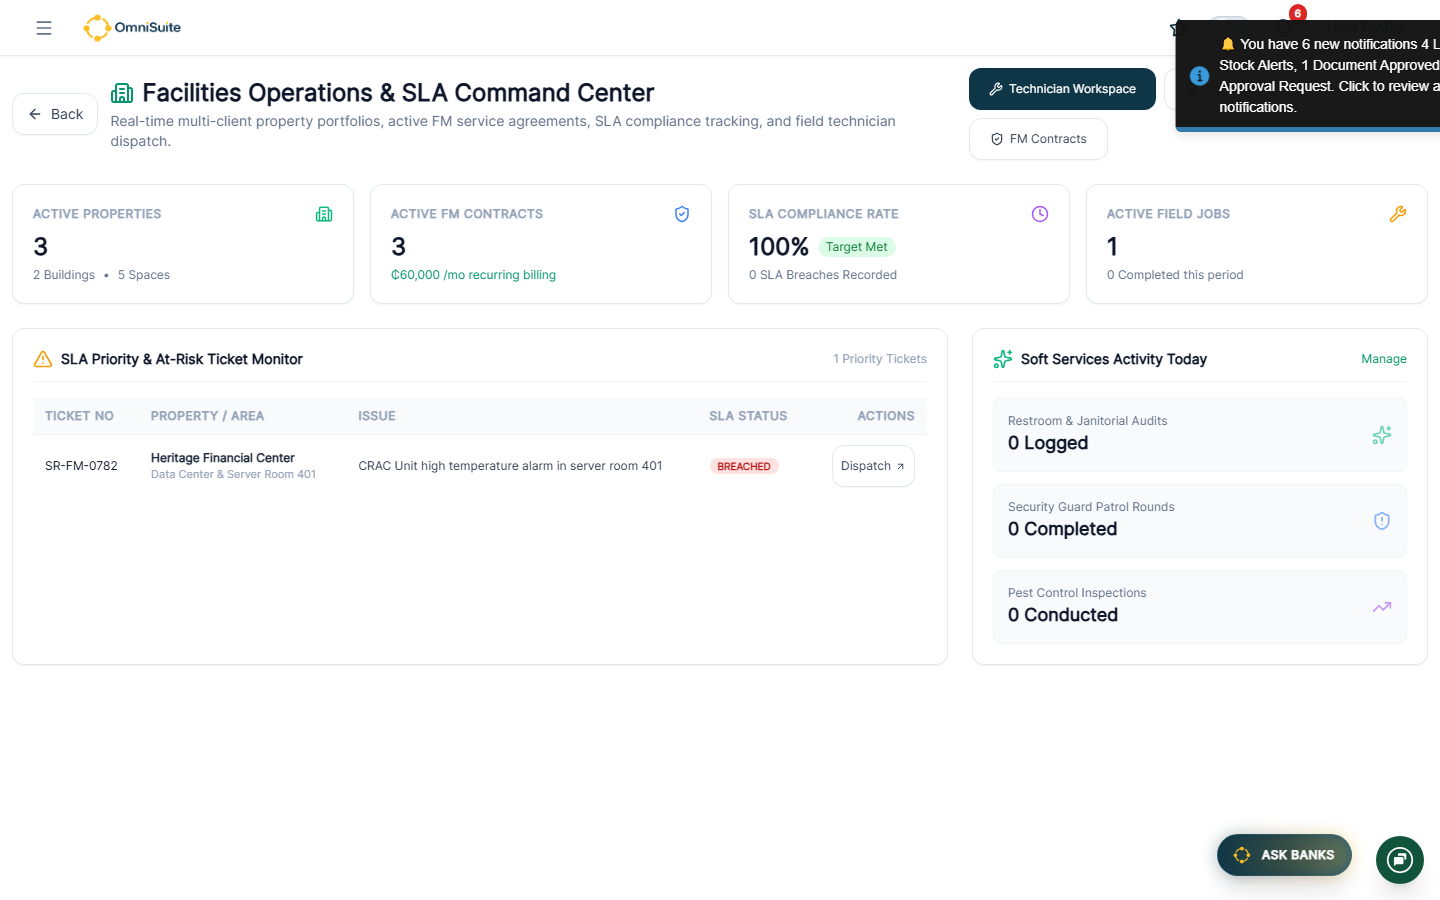 OmniSuite
6
🔔 You have 6 new notifications 4 L
Stock Alerts, 1 Document Approved
Approval Request. Click to review a
notifications.
Back
Facilities Operations & SLA Command Center
Real-time multi-client property portfolios, active FM service agreements, SLA compliance tracking, and field technician
dispatch.
Technician Workspace
FM Contracts
ACTIVE PROPERTIES
3
2 Buildings • 5 Spaces
ACTIVE FM CONTRACTS
3
₵60,000 /mo recurring billing
SLA COMPLIANCE RATE
100% Target Met
0 SLA Breaches Recorded
ACTIVE FIELD JOBS
1
0 Completed this period
SLA Priority & At-Risk Ticket Monitor
1 Priority Tickets
TICKET NO PROPERTY / AREA ISSUE SLA STATUS ACTIONS
SR-FM-0782
Heritage Financial Center
Data Center & Server Room 401
CRAC Unit high temperature alarm in server room 401
BREACHED
Dispatch
Soft Services Activity Today
Manage
Restroom & Janitorial Audits
0 Logged
Security Guard Patrol Rounds
0 Completed
Pest Control Inspections
0 Conducted
ASK BANKS